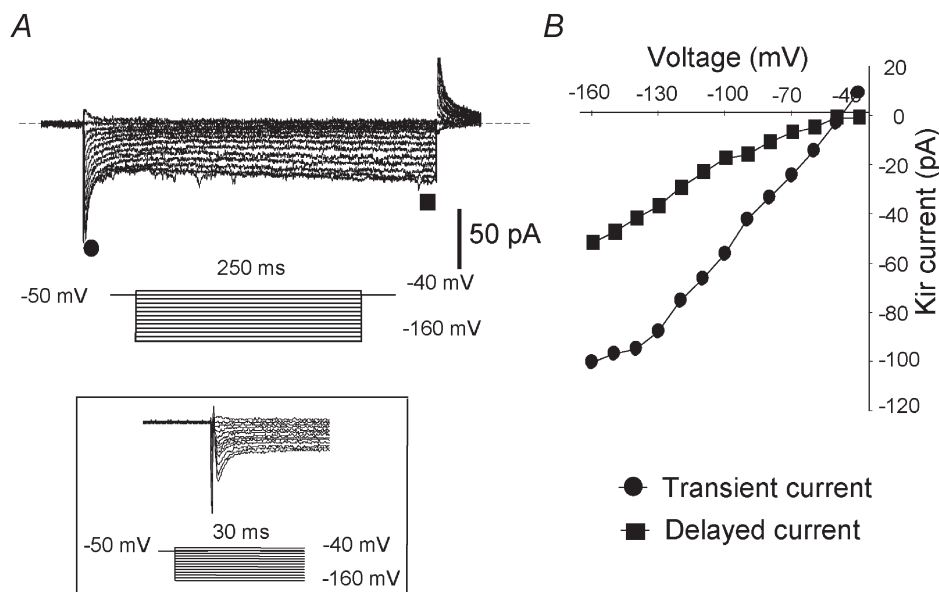 A
50 pA
250 ms
-50 mV
-40 mV
-160 mV
30 ms
-50 mV
-40 mV
-160 mV
B
Voltage (mV)
-160 -130 -100 -70 -40
20
0
-20
-40
-60
-80
-100
-120
Kir current (pA)
Transient current
Delayed current